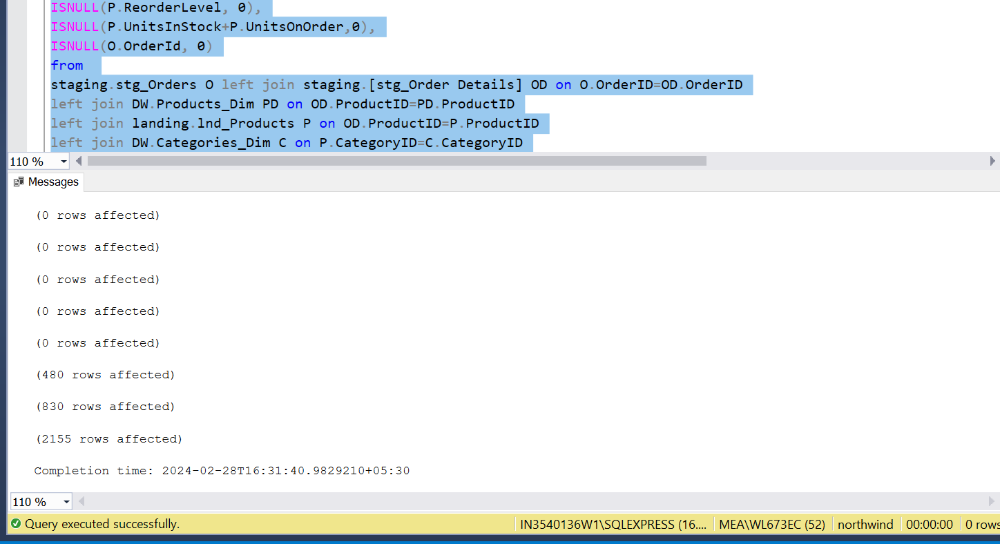 ISNULL(P.ReorderLevel, 0),
ISNULL(P.UnitsInStock+P.UnitsOnOrder,0),
ISNULL(O.OrderId, 0)
from
staging.stg_Orders O left join staging.[stg_Order Details] OD on O.OrderID=OD.OrderID
left join DW.Products_Dim PD on OD.ProductID=PD.ProductID
left join landing.lnd_Products P on OD.ProductID=P.ProductID
left join DW.Categories_Dim C on P.CategoryID=C.CategoryID
110 %
Messages
(0 rows affected)
(0 rows affected)
(0 rows affected)
(0 rows affected)
(0 rows affected)
(480 rows affected)
(830 rows affected)
(2155 rows affected)
Completion time: 2024-02-28T16:31:40.9829210+05:30
110 %
Query executed successfully. IN3540136W1\SQLEXPRESS (16.... MEA\WL673EC (52) northwind 00:00:00 0 rows